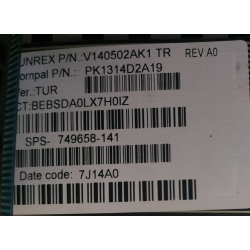 UNREX P/N.:V140502AK1 TR REV A0
ompal P/N.: PK1314D2A19
er.:TUR
CT:BEBSDA0LX7H0IZ
SPS- 749658-141
Date code: 7J14A0